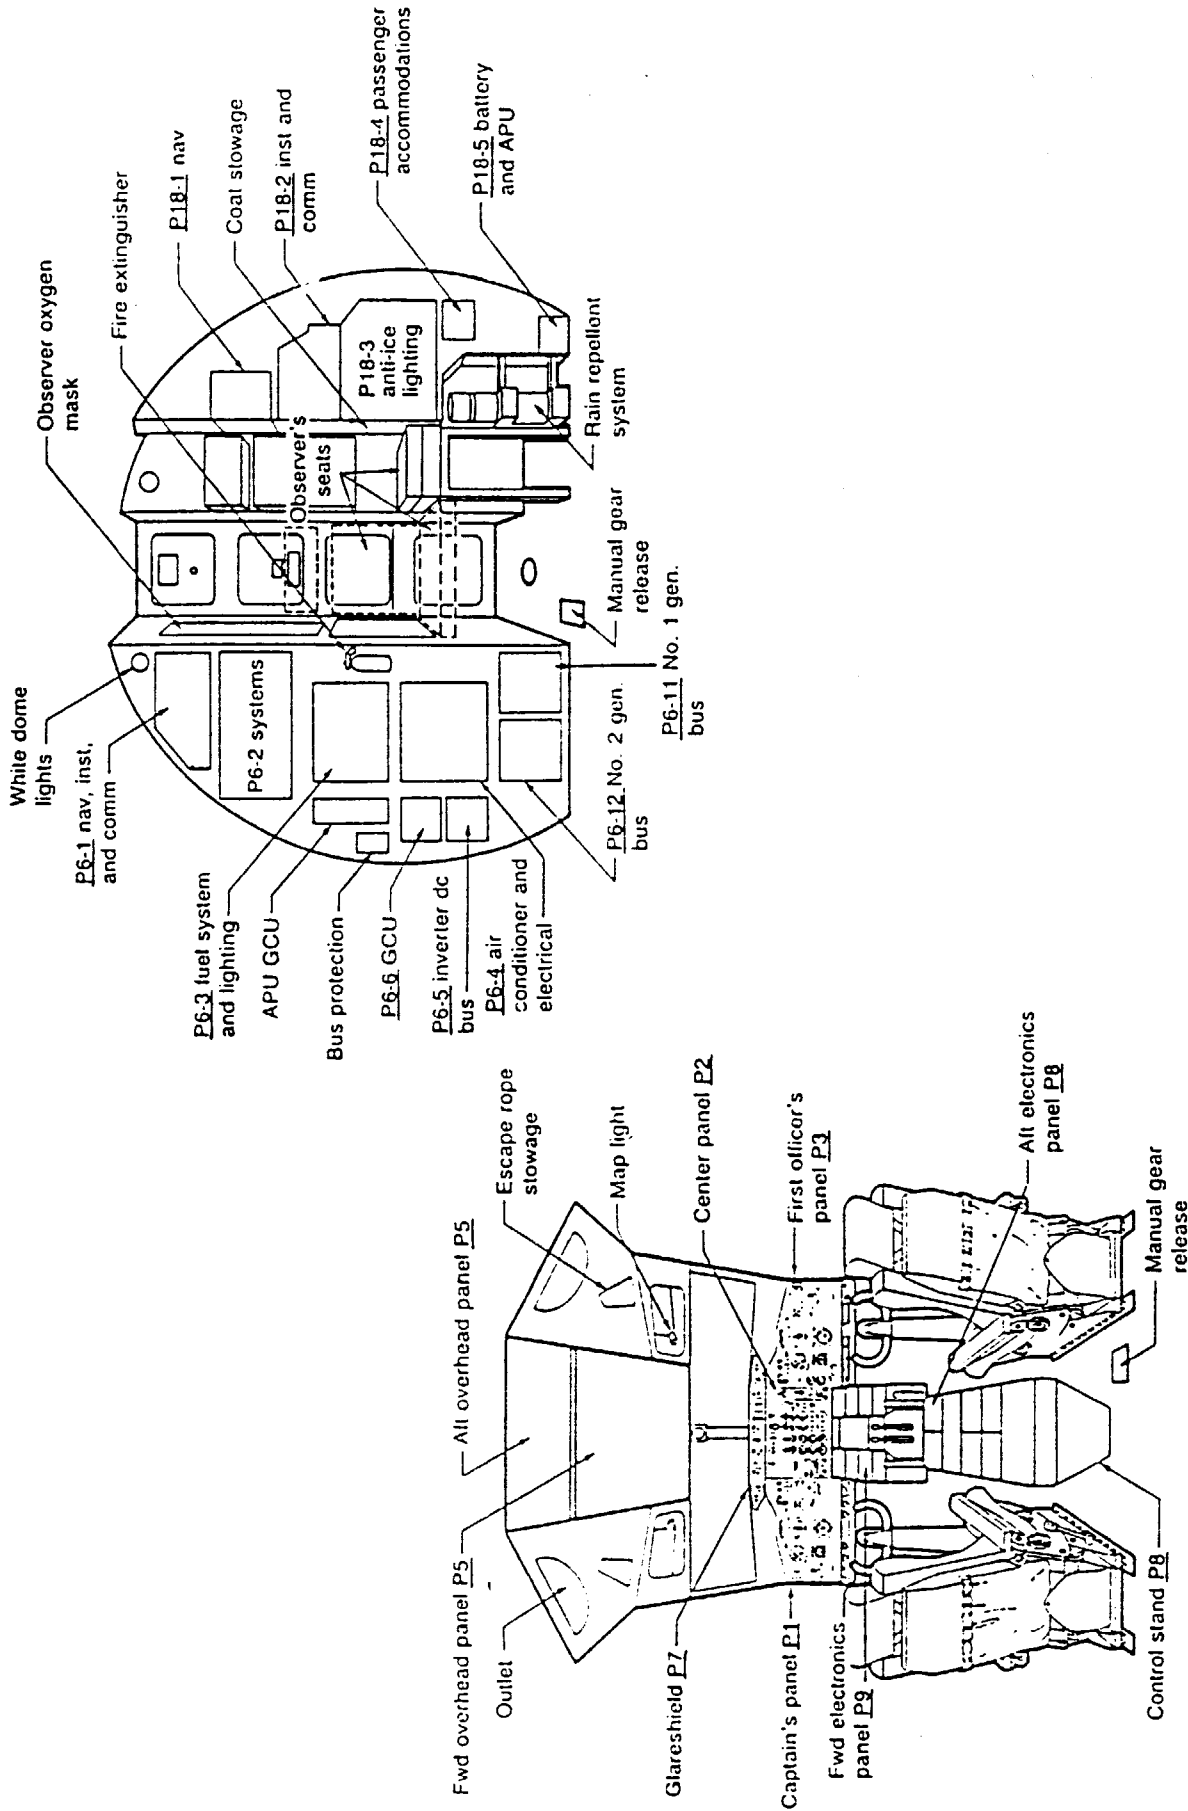 Fwd overhead panel P5
Aft overhead panel P5
Outlet
Escape rope
stowage
Map light
Glareshield P7
Center panel P2
Captain's panel P1
First officer's
panel P3
Fwd electronics
panel P9
Aft electronics
panel P8
Control stand P8
Manual gear
release
White dome
lights
P6-1 nav, inst,
and comm
P6-2 systems
P6-3 fuel system
and lighting
APU GCU
Bus protection
P6-6 GCU
P6-5 inverter dc
bus
P6-4 air
conditioner and
electrical
P6-12 No. 2 gen.
bus
P6-11 No. 1 gen.
bus
Manual gear
release
Observer oxygen
mask
Fire extinguisher
P18-1 nav
Coat stowage
P18-2 inst and
comm
P18-3
anti-ice
lighting
Observer's
seats
P18-4 passenger
accommodations
P18-5 battery
and APU
Rain repellent
system